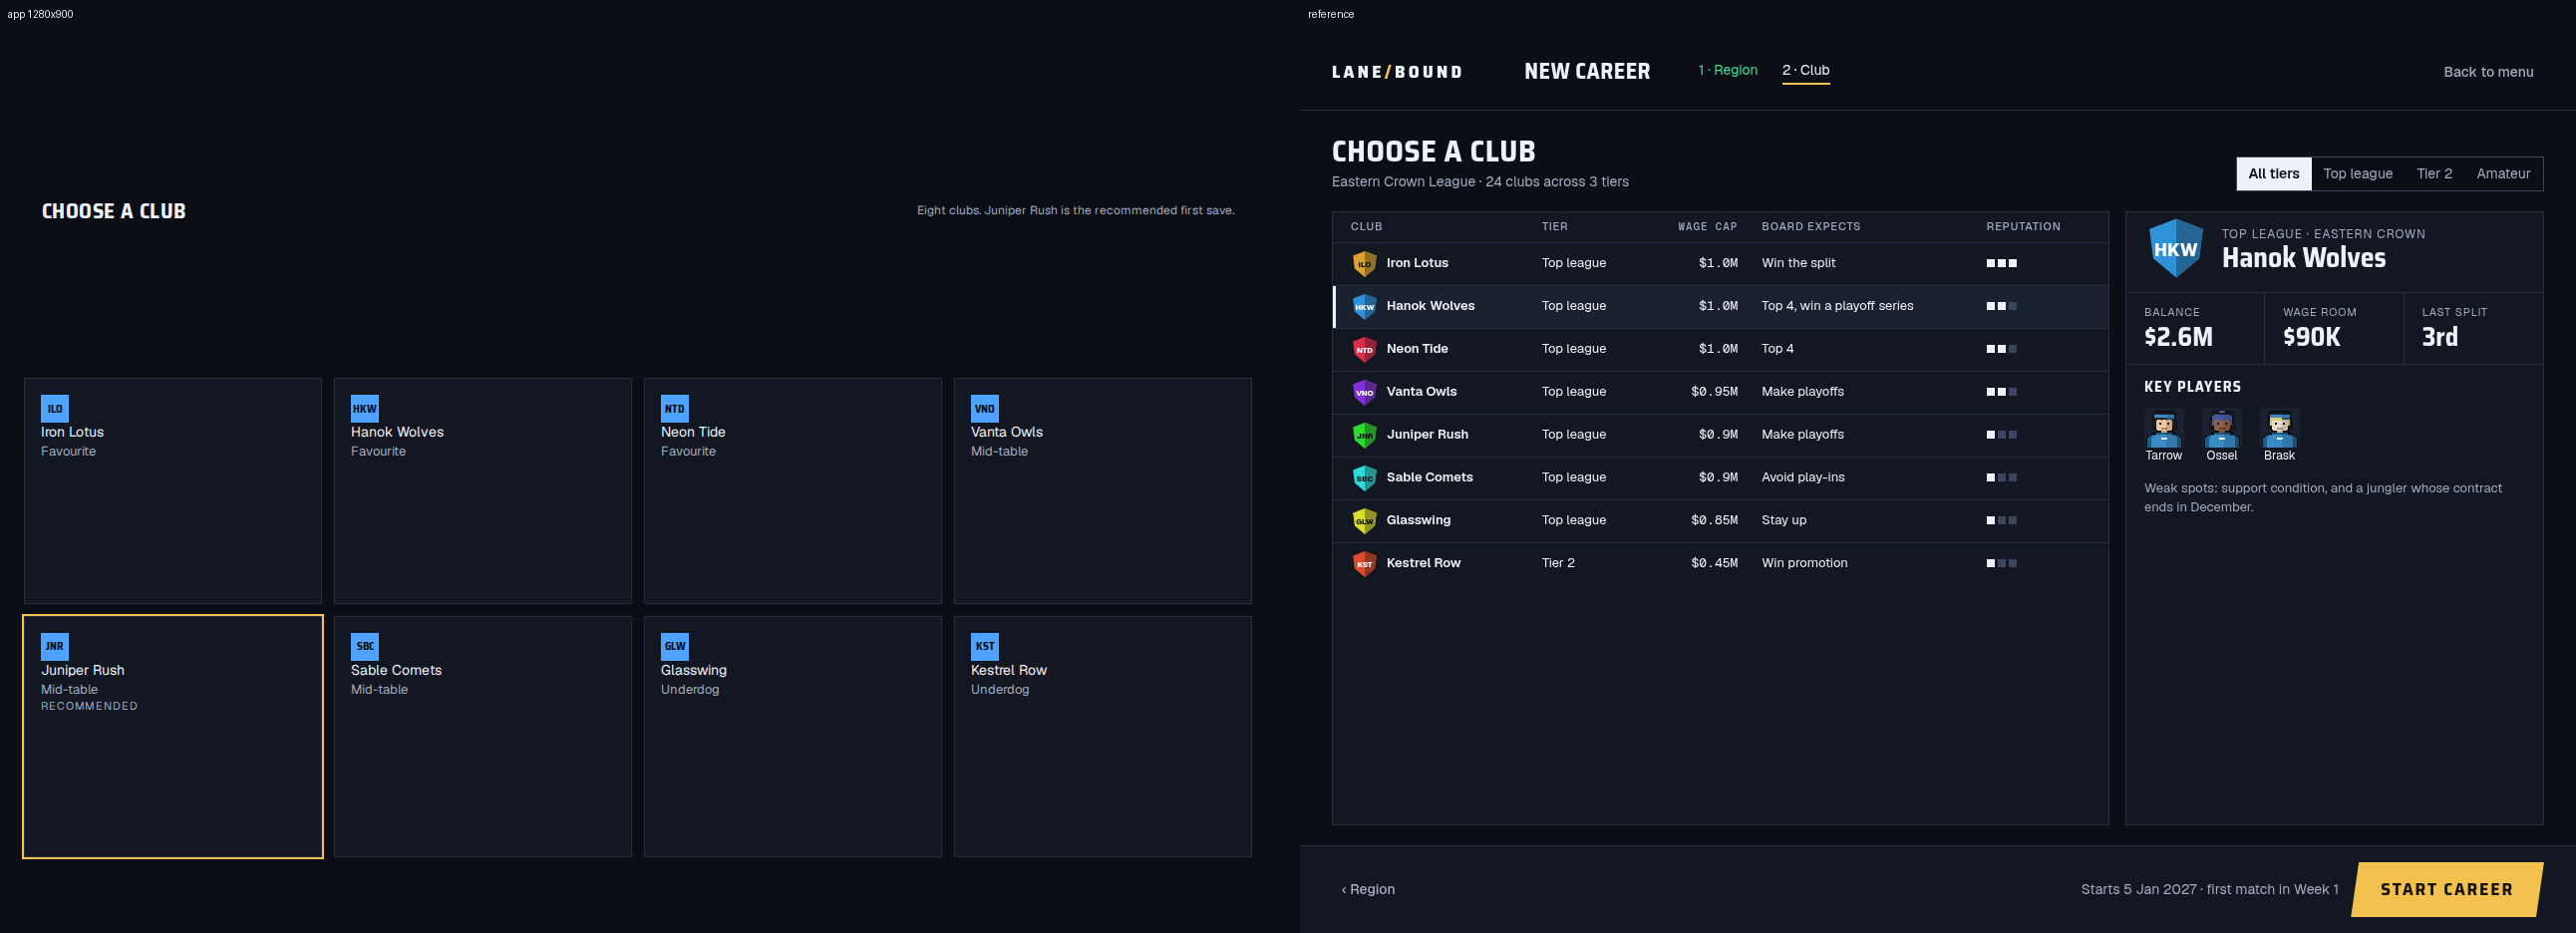 app 1280x900
CHOOSE A CLUB
Eight clubs. Juniper Rush is the recommended first save.
ILO
Iron Lotus
Favourite
HKW
Hanok Wolves
Favourite
NTD
Neon Tide
Favourite
VNO
Vanta Owls
Mid-table
JNR
Juniper Rush
Mid-table
RECOMMENDED
SBC
Sable Comets
Mid-table
GLW
Glasswing
Underdog
KST
Kestrel Row
Underdog
reference
LANE/BOUND
NEW CAREER
1 · Region
2 · Club
Back to menu
CHOOSE A CLUB
Eastern Crown League · 24 clubs across 3 tiers
All tiers Top league Tier 2 Amateur
CLUB TIER WAGE CAP BOARD EXPECTS REPUTATION
ILO Iron Lotus Top league $1.0M Win the split
HKW Hanok Wolves Top league $1.0M Top 4, win a playoff series
NTD Neon Tide Top league $1.0M Top 4
VNO Vanta Owls Top league $0.95M Make playoffs
JNR Juniper Rush Top league $0.9M Make playoffs
SBC Sable Comets Top league $0.9M Avoid play-ins
GLW Glasswing Top league $0.85M Stay up
KST Kestrel Row Tier 2 $0.45M Win promotion
HKW
TOP LEAGUE · EASTERN CROWN
Hanok Wolves
BALANCE
$2.6M
WAGE ROOM
$90K
LAST SPLIT
3rd
KEY PLAYERS
Tarrow Ossel Brask
Weak spots: support condition, and a jungler whose contract
ends in December.
‹ Region
Starts 5 Jan 2027 · first match in Week 1
START CAREER